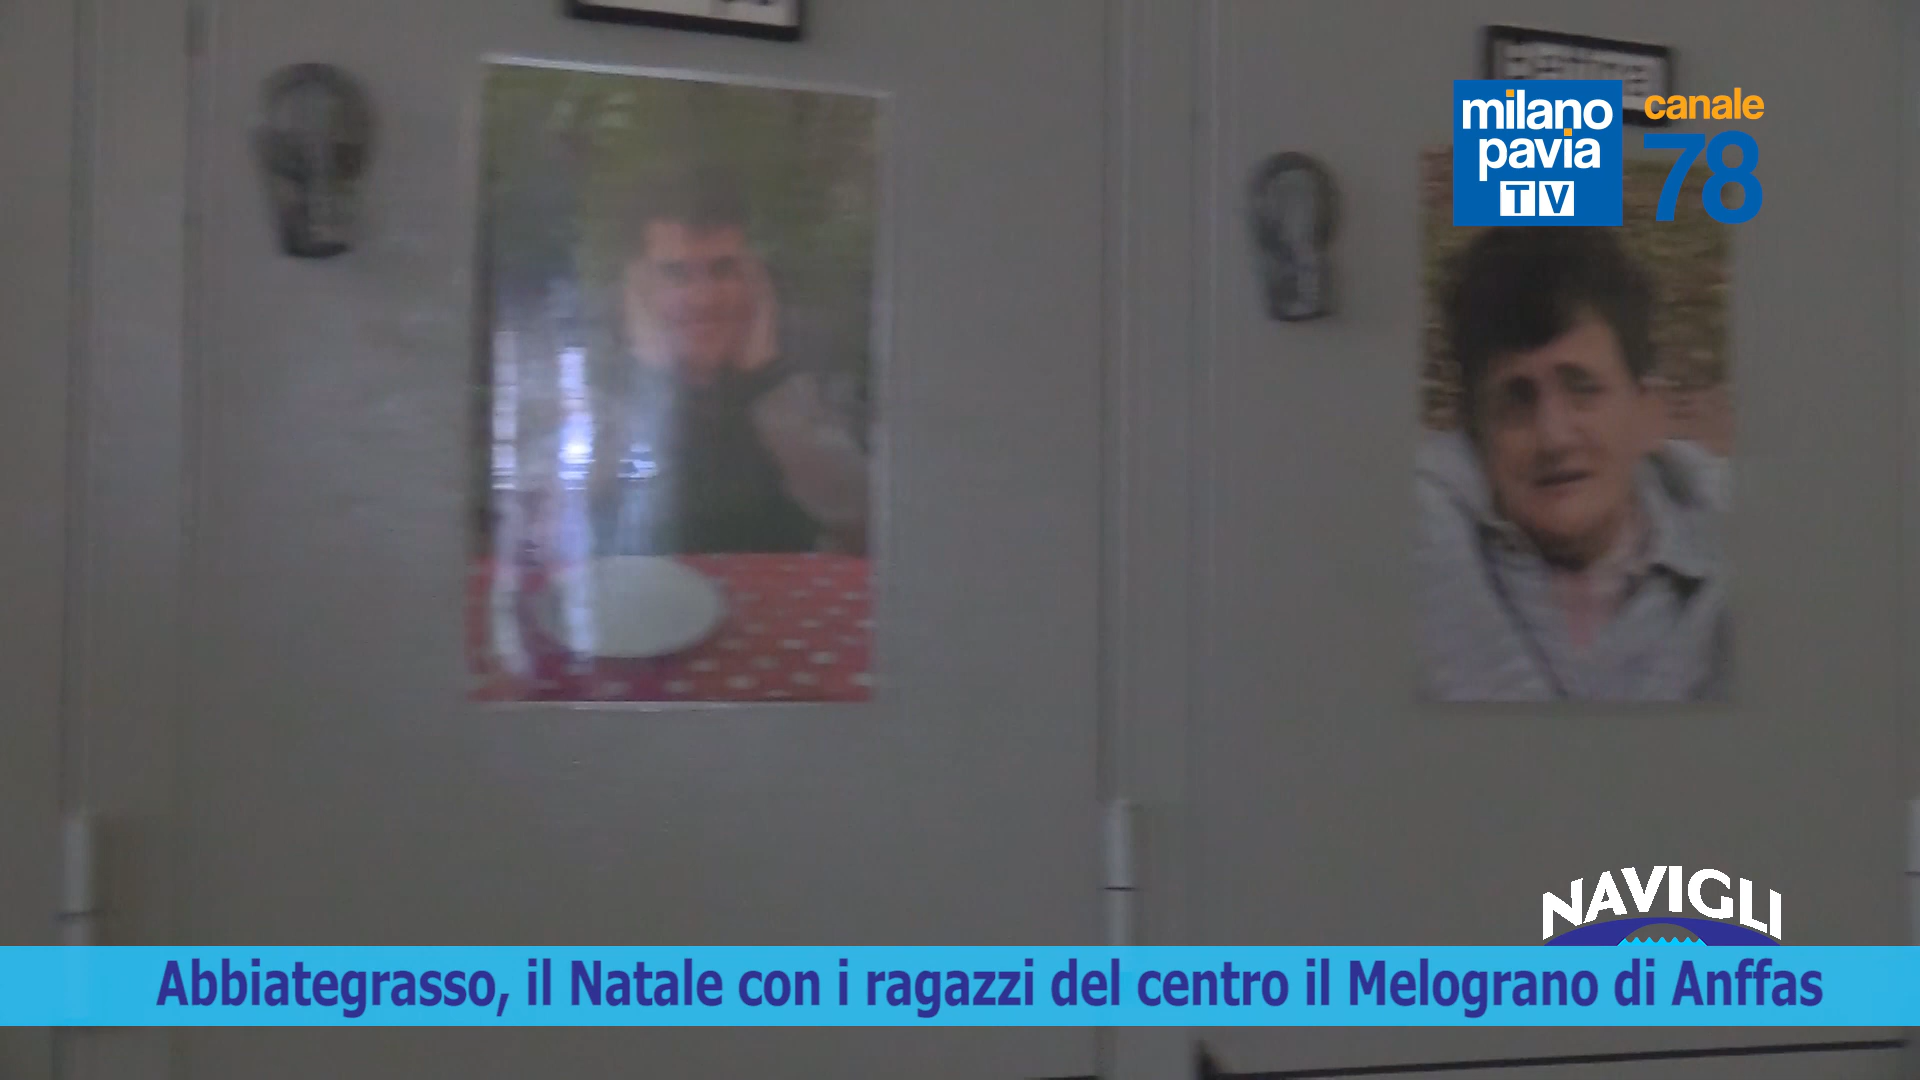 milano
pavia
TV
canale
78
NAVIGLI
Abbiategrasso, il Natale con i ragazzi del centro il Melograno di Anffas